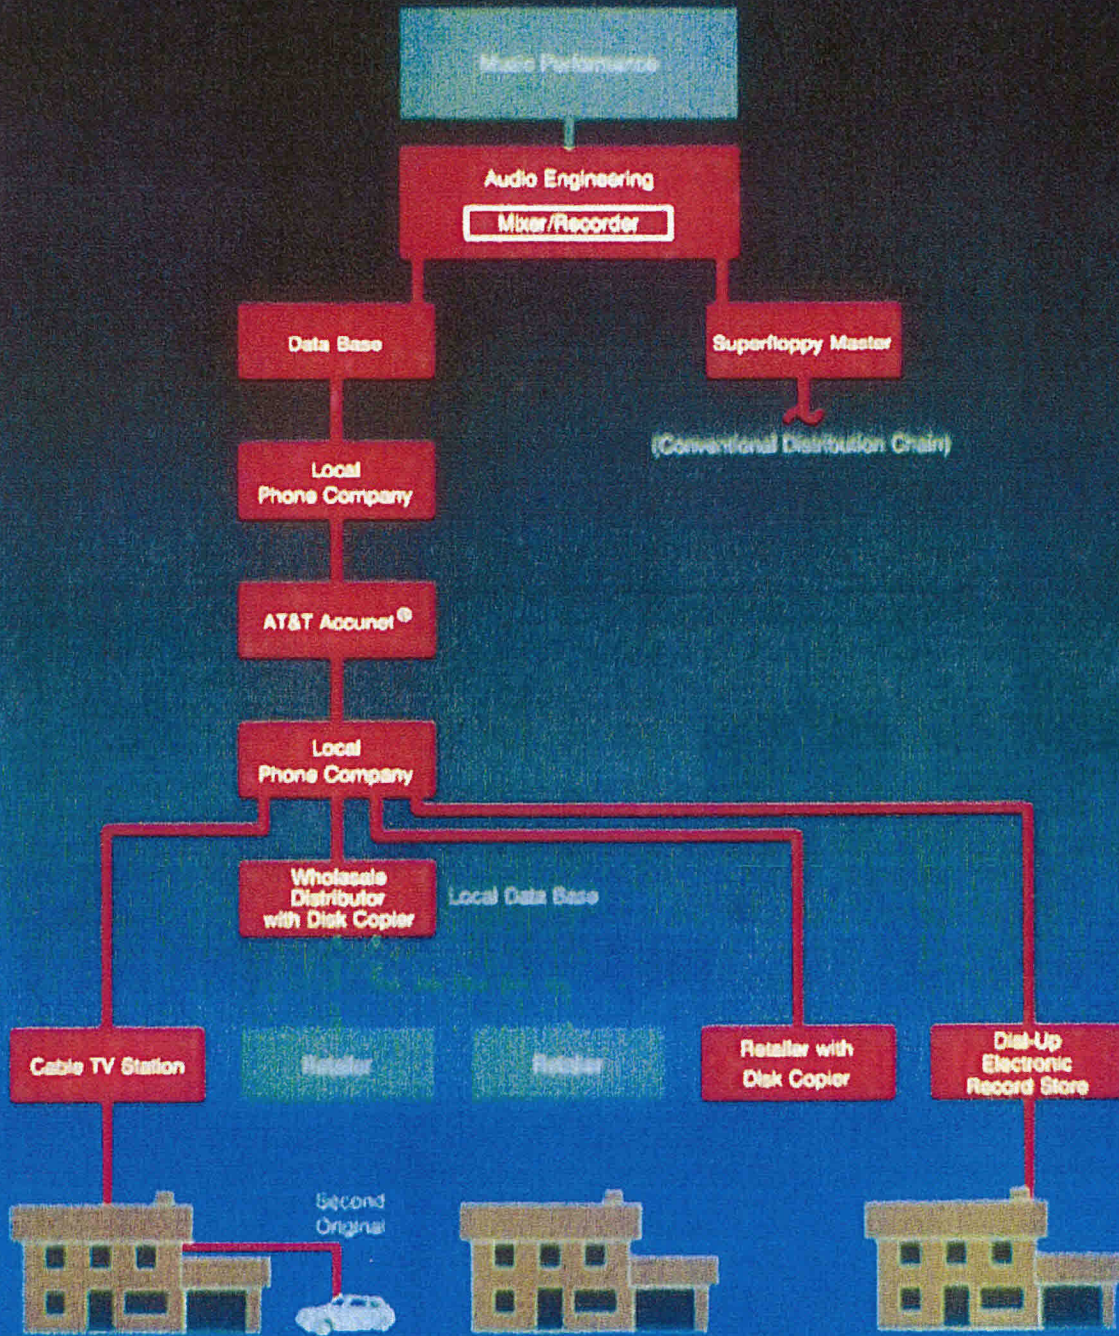 Music Performance
Audio Engineering
Mixer/Recorder
Data Base
Superfloppy Master
(Conventional Distribution Chain)
Local
Phone Company
AT&T Accunet®
Local
Phone Company
Wholesale
Distributor
with Disk Copier
Local Data Base
Cable TV Station
Retailer
Retailer
Retailer with
Disk Copier
Dial-Up
Electronic
Record Store
Second
Original